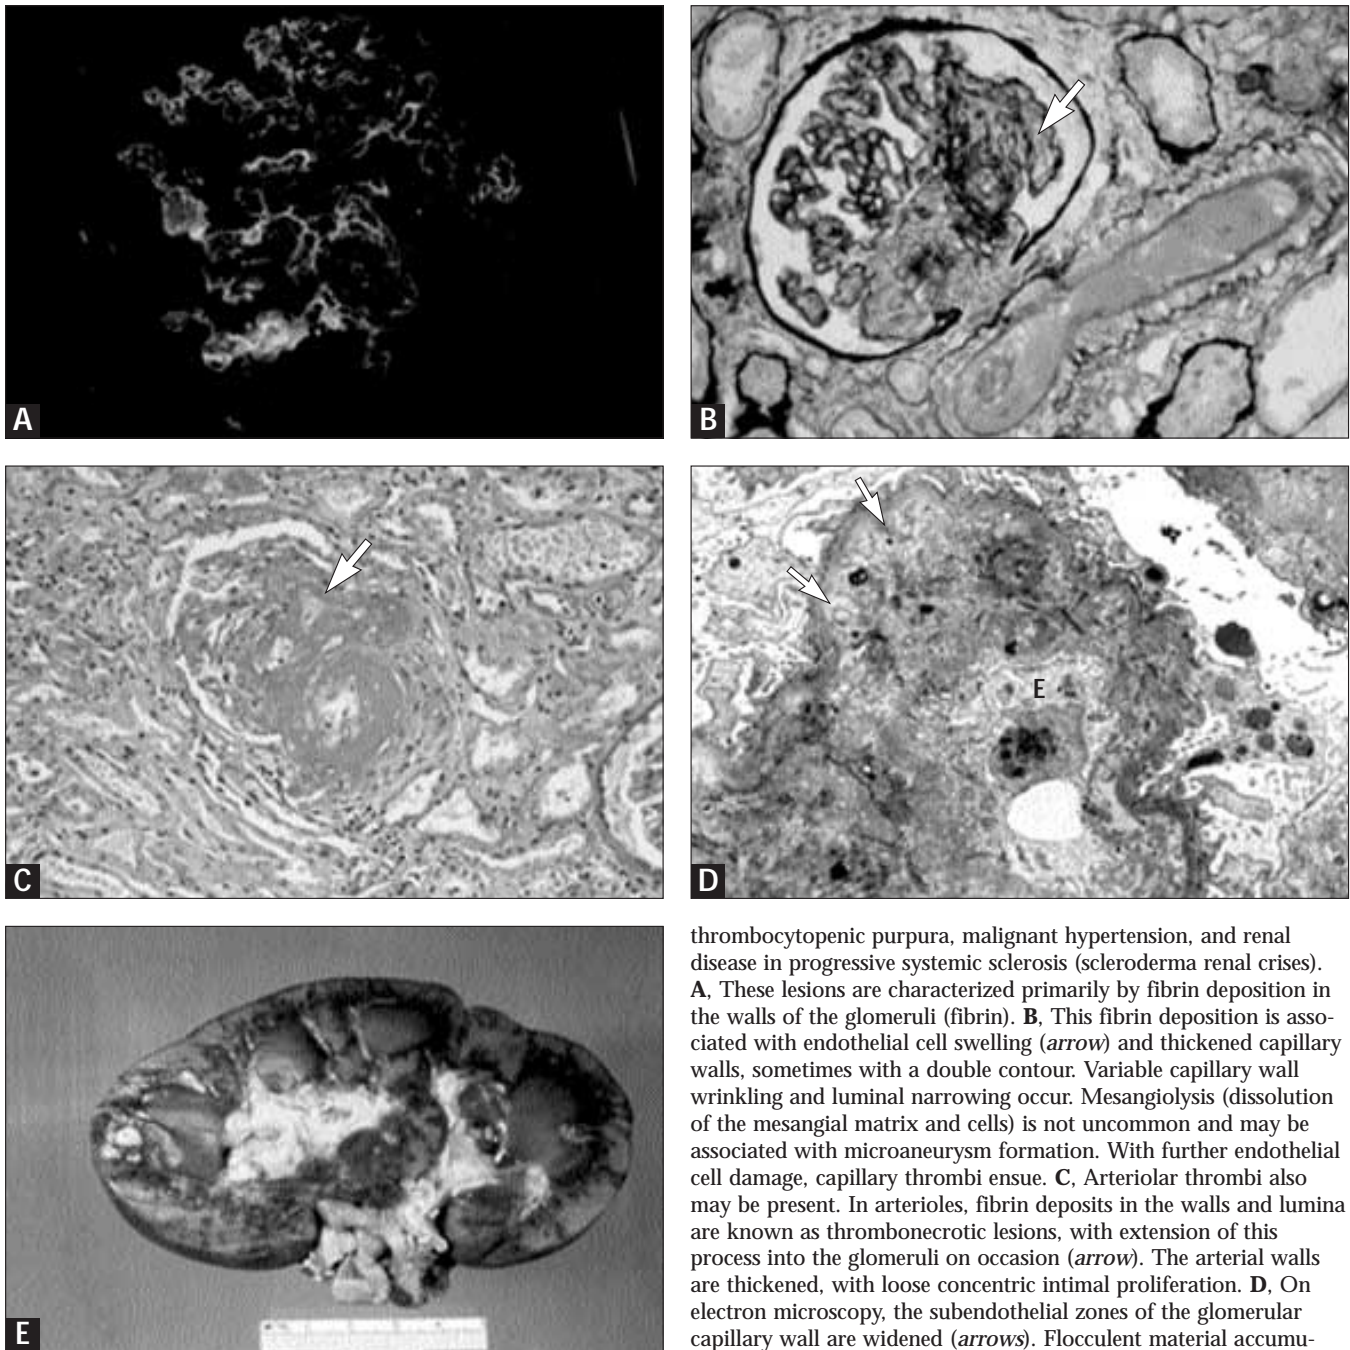 A
B
C
D
E
E
thrombocytopenic purpura, malignant hypertension, and renal
disease in progressive systemic sclerosis (scleroderma renal crises).
A, These lesions are characterized primarily by fibrin deposition in
the walls of the glomeruli (fibrin). B, This fibrin deposition is asso-
ciated with endothelial cell swelling (arrow) and thickened capillary
walls, sometimes with a double contour. Variable capillary wall
wrinkling and luminal narrowing occur. Mesangiolysis (dissolution
of the mesangial matrix and cells) is not uncommon and may be
associated with microaneurysm formation. With further endothelial
cell damage, capillary thrombi ensue. C, Arteriolar thrombi also
may be present. In arterioles, fibrin deposits in the walls and lumina
are known as thrombonecrotic lesions, with extension of this
process into the glomeruli on occasion (arrow). The arterial walls
are thickened, with loose concentric intimal proliferation. D, On
electron microscopy, the subendothelial zones of the glomerular
capillary wall are widened (arrows). Flocculent material accumu-